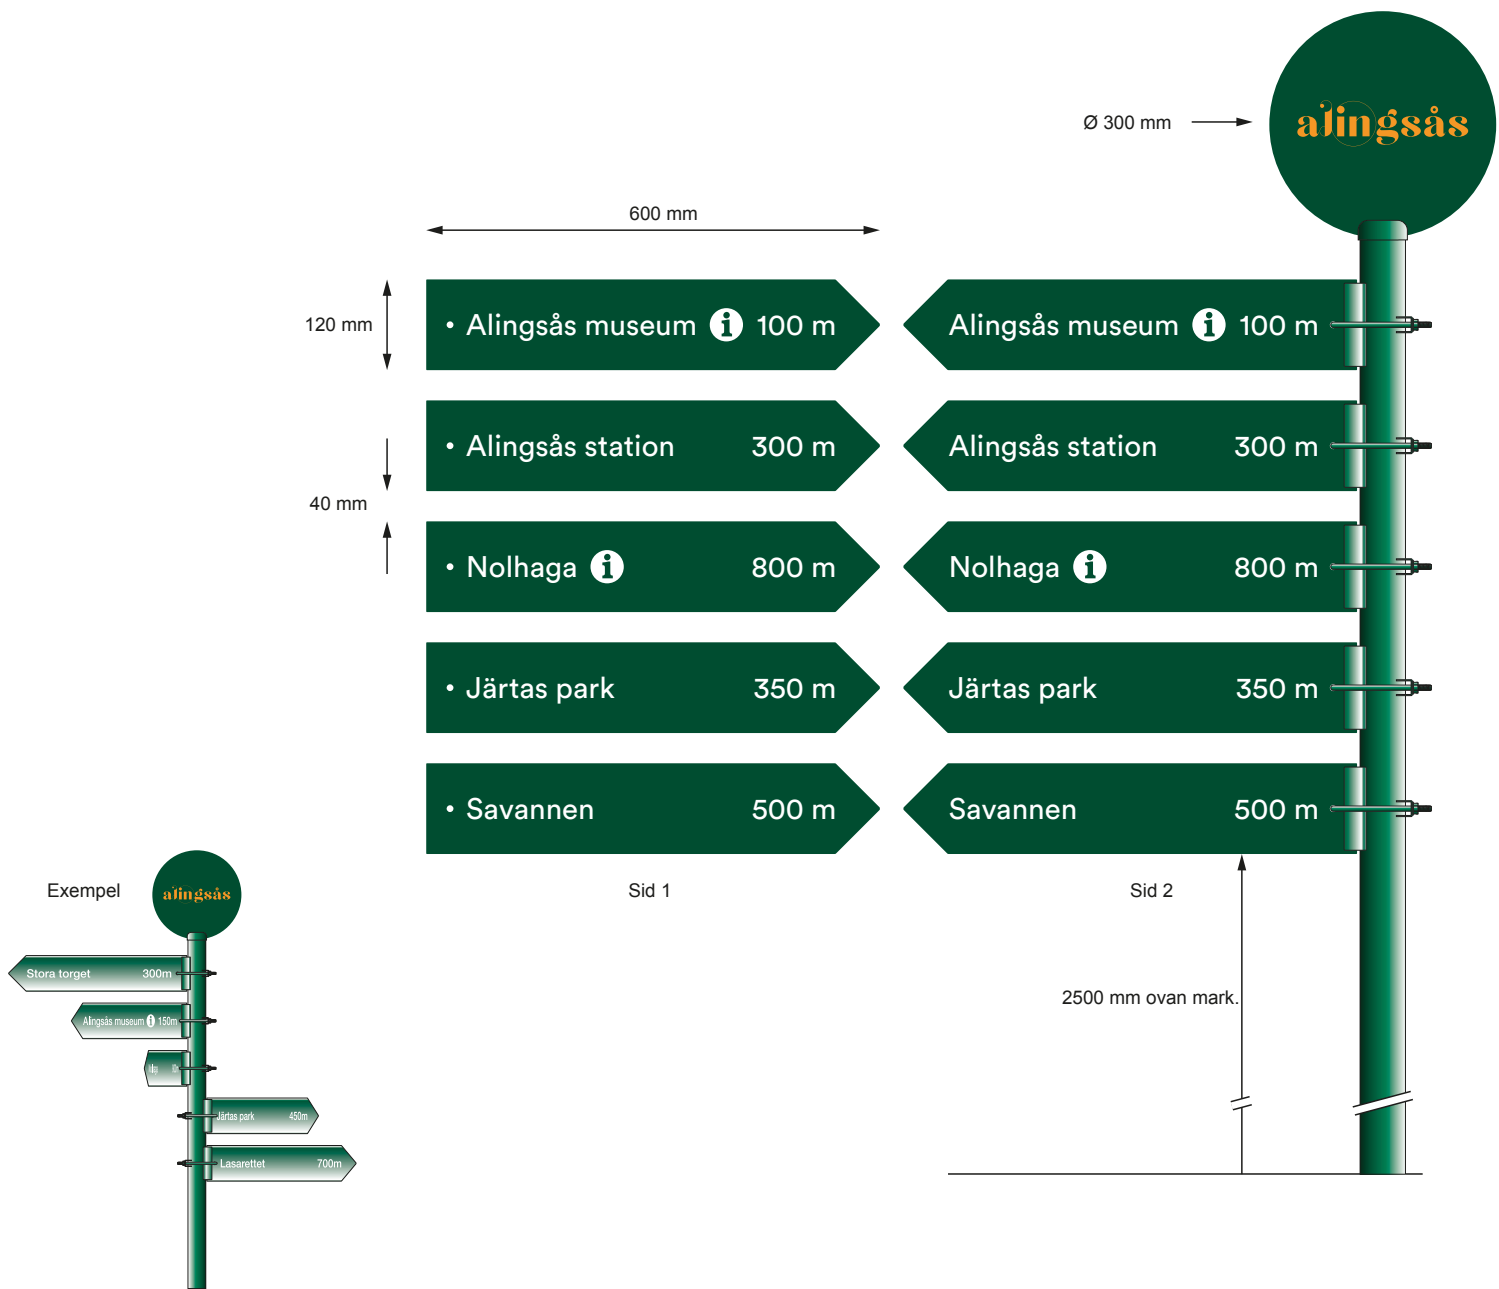 Ø 300 mm
alingsås
600 mm
120 mm
• Alingsås museum i 100 m
Alingsås museum i 100 m
• Alingsås station 300 m
Alingsås station 300 m
40 mm
• Nolhaga i 800 m
Nolhaga i 800 m
• Järtas park 350 m
Järtas park 350 m
• Savannen 500 m
Savannen 500 m
Sid 1
Sid 2
2500 mm ovan mark.
Exempel
alingsås
Stora torget 300m
Alingsås museum i 150m
Järtas park 450m
Lasarettet 700m